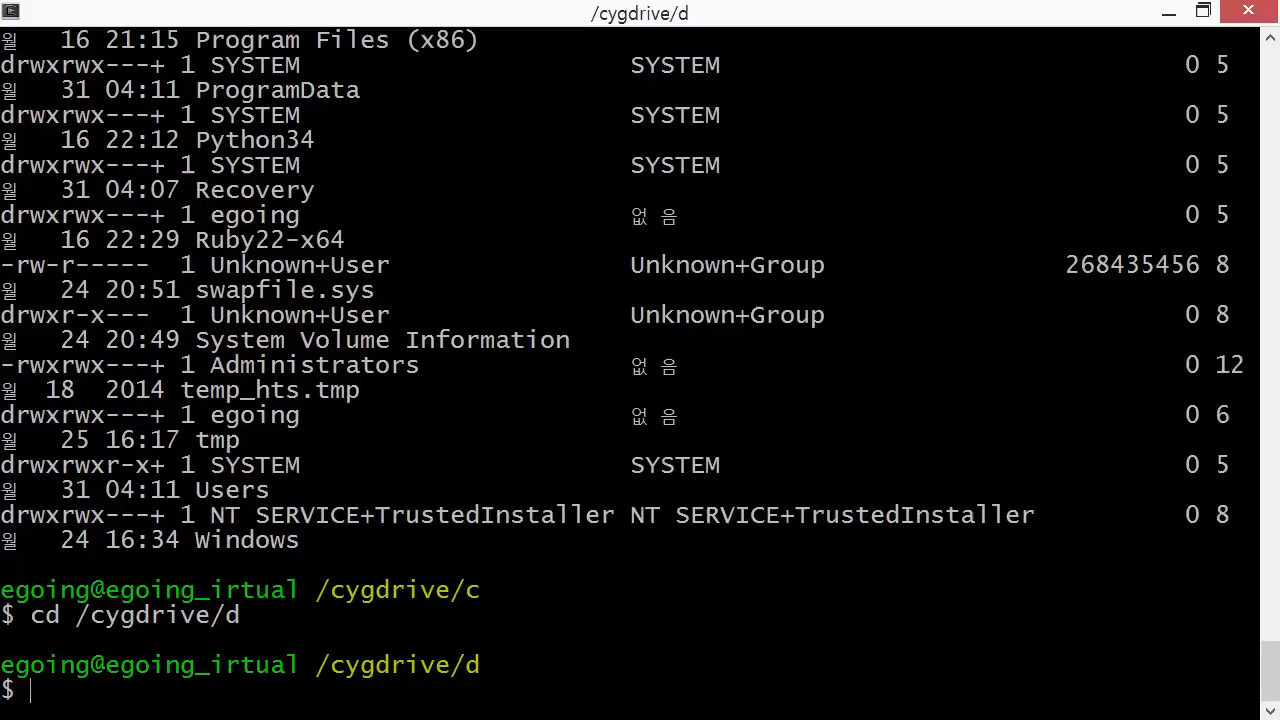 /cygdrive/d
월   16 21:15 Program Files (x86)
drwxrwx---+ 1 SYSTEM                      SYSTEM                               0 5
월   31 04:11 ProgramData
drwxrwx---+ 1 SYSTEM                      SYSTEM                               0 5
월   16 22:12 Python34
drwxrwx---+ 1 SYSTEM                      SYSTEM                               0 5
월   31 04:07 Recovery
drwxrwx---+ 1 egoing                      없음                               0 5
월   16 22:29 Ruby22-x64
-rw-r-----  1 Unknown+User                Unknown+Group                268435456 8
월   24 20:51 swapfile.sys
drwxr-x---  1 Unknown+User                Unknown+Group                        0 8
월   24 20:49 System Volume Information
-rwxrwx---+ 1 Administrators              없음                               0 12
월  18  2014 temp_hts.tmp
drwxrwx---+ 1 egoing                      없음                               0 6
월   25 16:17 tmp
drwxrwxr-x+ 1 SYSTEM                      SYSTEM                               0 5
월   31 04:11 Users
drwxrwx---+ 1 NT SERVICE+TrustedInstaller NT SERVICE+TrustedInstaller          0 8
월   24 16:34 Windows
egoing@egoing_irtual /cygdrive/c
$ cd /cygdrive/d
egoing@egoing_irtual /cygdrive/d
$